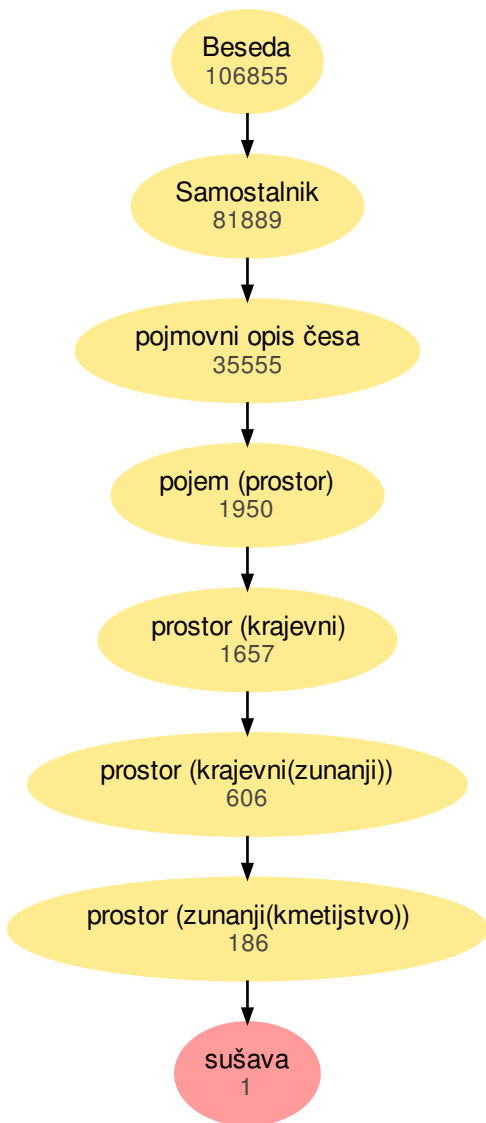 Beseda
106855
Samostalnik
81889
pojmovni opis česa
35555
pojem (prostor)
1950
prostor (krajevni)
1657
prostor (krajevni(zunanji))
606
prostor (zunanji(kmetijstvo))
186
sušava
1